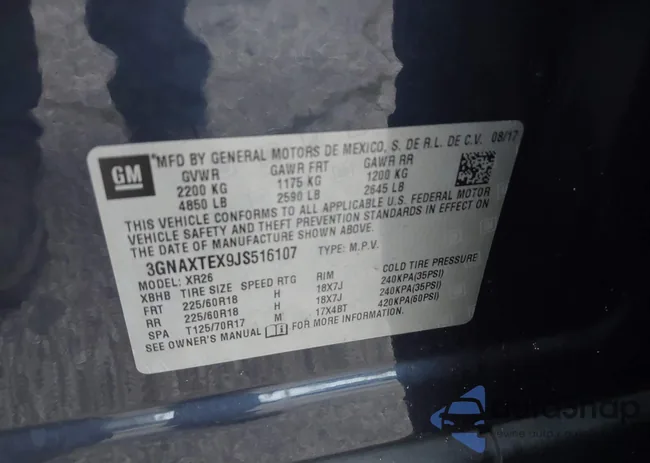 GM
MFD BY GENERAL MOTORS DE MEXICO, S. DE R.L. DE C.V. 08/17
GVWR GAWR FRT GAWR RR
2200 KG 1175 KG 1200 KG
4850 LB 2590 LB 2645 LB
THIS VEHICLE CONFORMS TO ALL APPLICABLE U.S. FEDERAL MOTOR
VEHICLE SAFETY AND THEFT PREVENTION STANDARDS IN EFFECT ON
THE DATE OF MANUFACTURE SHOWN ABOVE.
3GNAXTEX9JS516107 TYPE: M.P.V.
MODEL: XR26
XBHB TIRE SIZE SPEED RTG RIM COLD TIRE PRESSURE
FRT 225/60R18 H 18X7J 240KPA(35PSI)
RR 225/60R18 H 18X7J 240KPA(35PSI)
SPA T125/70R17 M 17X4BT 420KPA(60PSI)
SEE OWNER'S MANUAL FOR MORE INFORMATION.